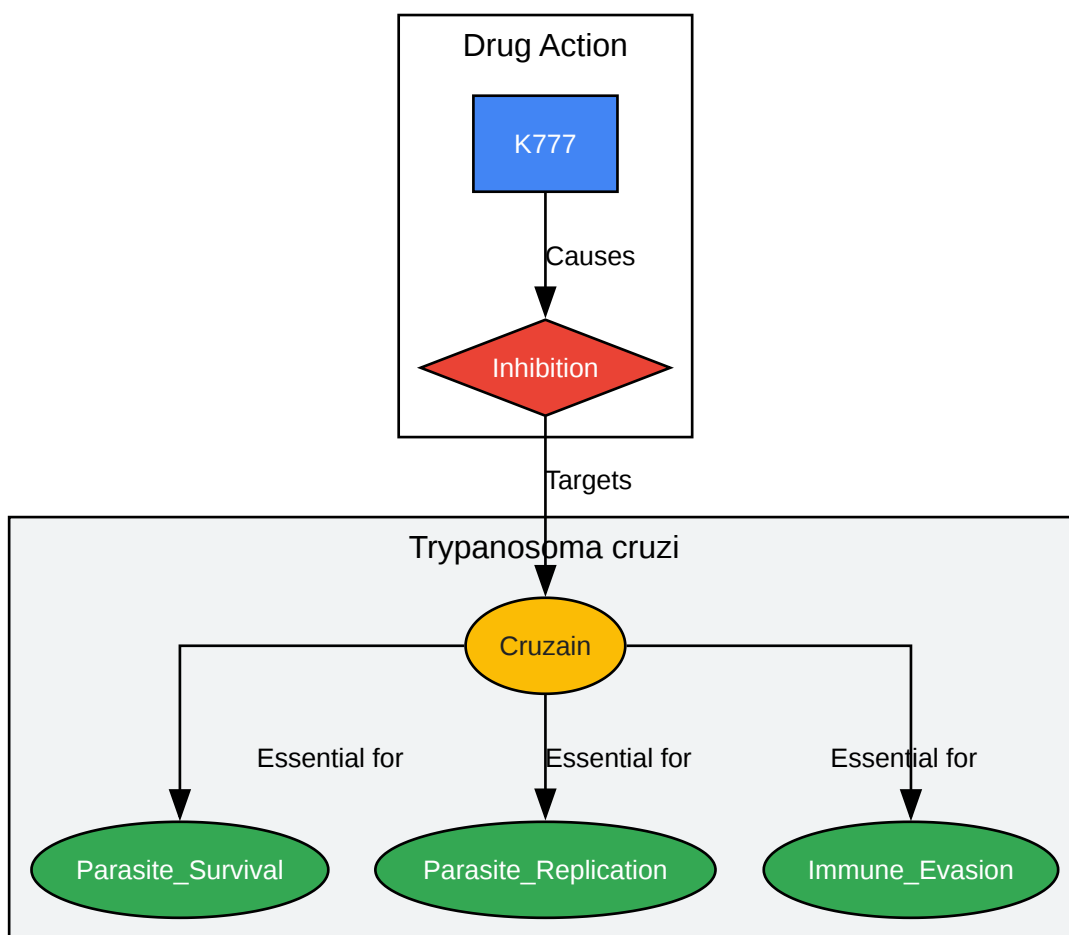 Drug Action
K777
Causes
Inhibition
Targets
Trypanosoma cruzi
Cruzain
Essential for
Essential for
Essential for
Parasite_Survival
Parasite_Replication
Immune_Evasion